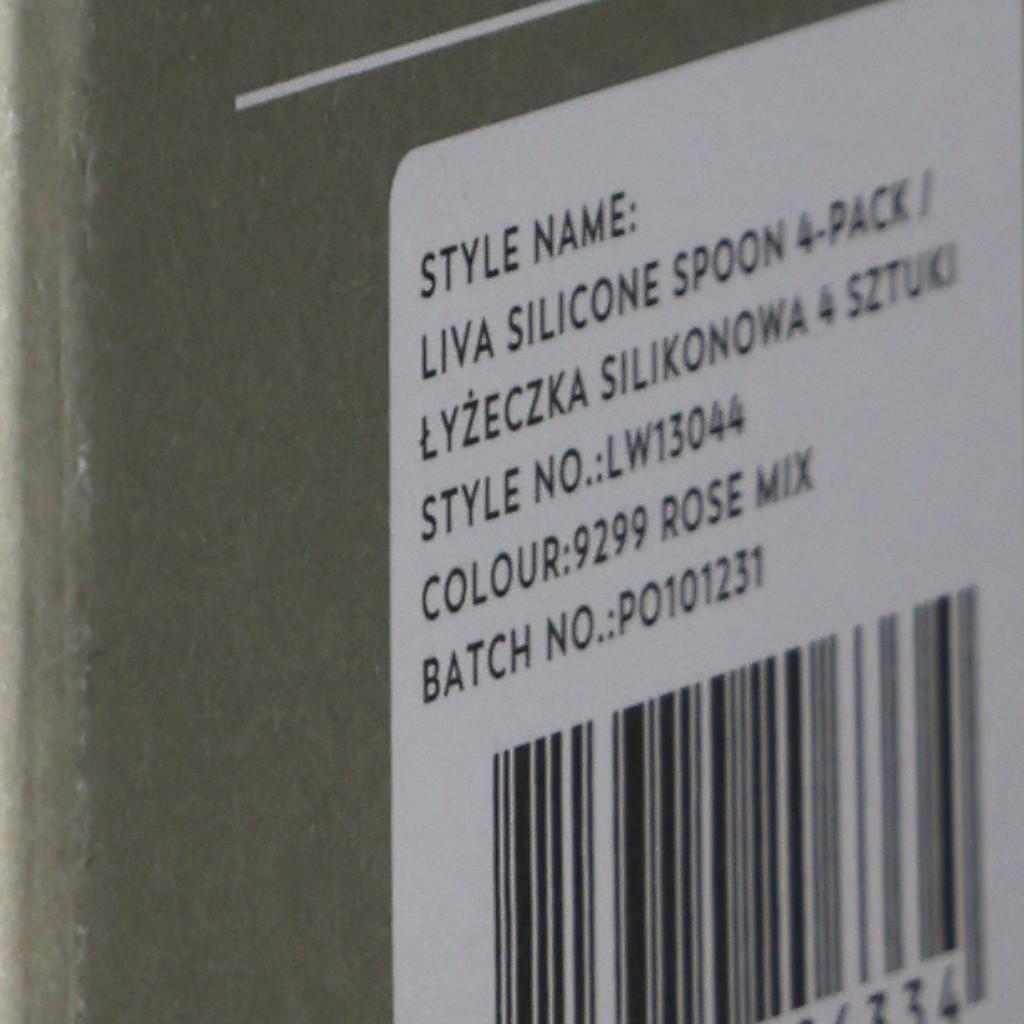 STYLE NAME:
LIVA SILICONE SPOON 4-PACK /
ŁYŻECZKA SILIKONOWA 4 SZTUKI
STYLE NO.:LW13044
COLOUR:9299 ROSE MIX
BATCH NO.:PO101231